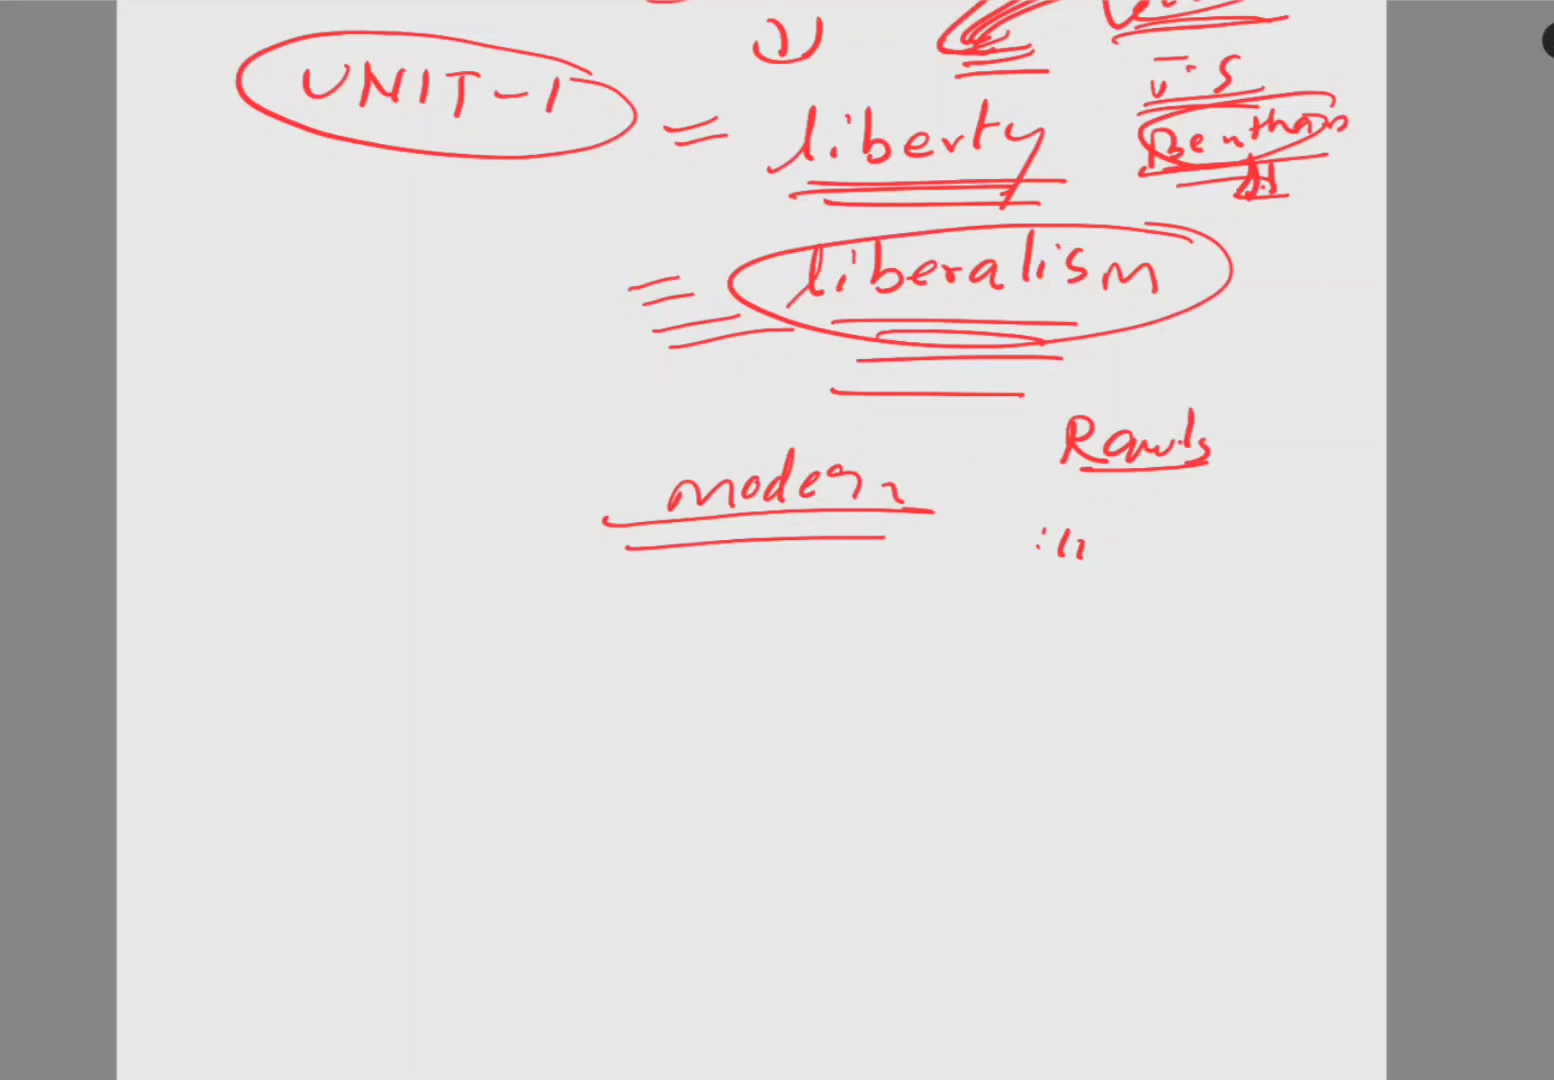 UNIT-1
= liberty
Bentham
= liberalism
Rawls
modern